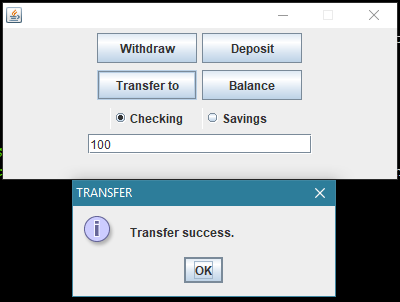 Withdraw Deposit
Transfer to Balance
Checking Savings
100
TRANSFER
Transfer success.
OK